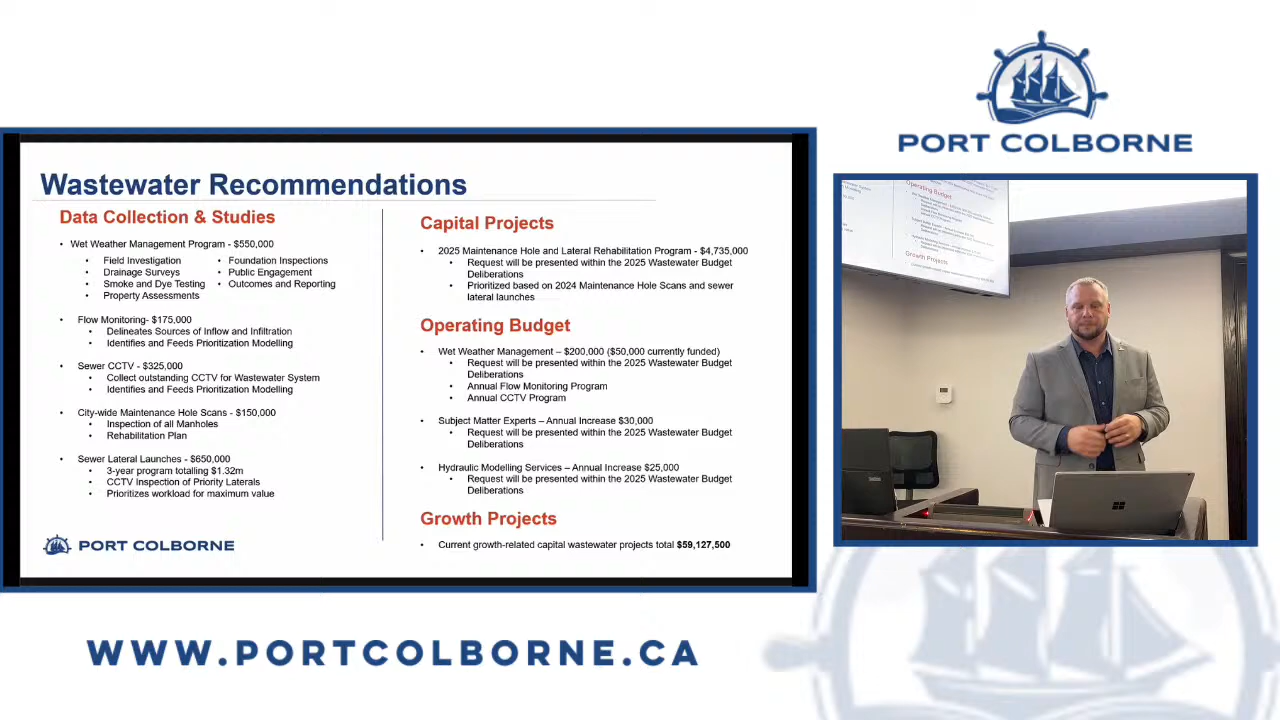 PORT COLBORNE
Wastewater Recommendations
Data Collection & Studies
• Wet Weather Management Program - $550,000
• Field Investigation
• Drainage Surveys
• Smoke and Dye Testing
• Property Assessments
• Foundation Inspections
• Public Engagement
• Outcomes and Reporting
• Flow Monitoring- $175,000
• Delineates Sources of Inflow and Infiltration
• Identifies and Feeds Prioritization Modelling
• Sewer CCTV - $325,000
• Collect outstanding CCTV for Wastewater System
• Identifies and Feeds Prioritization Modelling
• City-wide Maintenance Hole Scans - $150,000
• Inspection of all Manholes
• Rehabilitation Plan
• Sewer Lateral Launches - $650,000
• 3-year program totalling $1.32m
• CCTV Inspection of Priority Laterals
• Prioritizes workload for maximum value
PORT COLBORNE
Capital Projects
• 2025 Maintenance Hole and Lateral Rehabilitation Program - $4,735,000
• Request will be presented within the 2025 Wastewater Budget
Deliberations
• Prioritized based on 2024 Maintenance Hole Scans and sewer
lateral launches
Operating Budget
• Wet Weather Management – $200,000 ($50,000 currently funded)
• Request will be presented within the 2025 Wastewater Budget
Deliberations
• Annual Flow Monitoring Program
• Annual CCTV Program
• Subject Matter Experts – Annual Increase $30,000
• Request will be presented within the 2025 Wastewater Budget
Deliberations
• Hydraulic Modelling Services – Annual Increase $25,000
• Request will be presented within the 2025 Wastewater Budget
Deliberations
Growth Projects
• Current growth-related capital wastewater projects total $59,127,500
Operating Budget
Growth Projects
WWW.PORTCOLBORNE.CA